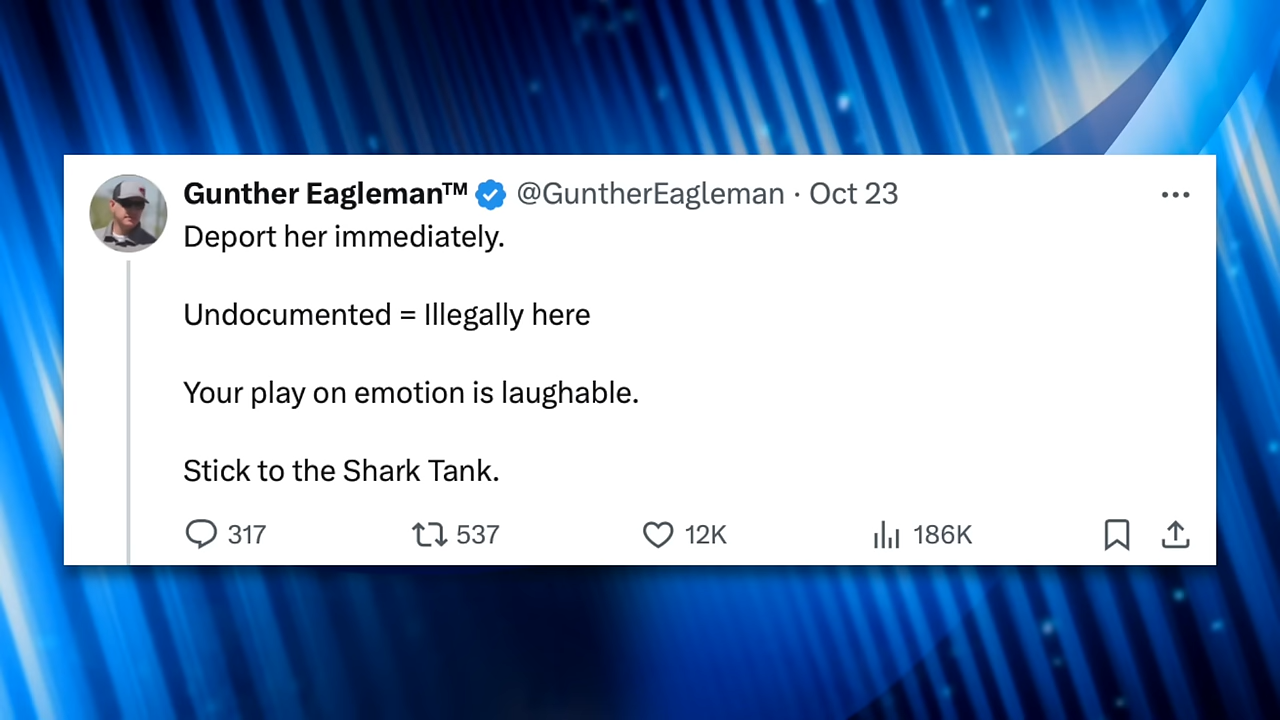 Gunther Eagleman™ @GuntherEagleman · Oct 23
Deport her immediately.
Undocumented = Illegally here
Your play on emotion is laughable.
Stick to the Shark Tank.
317 537 12K 186K